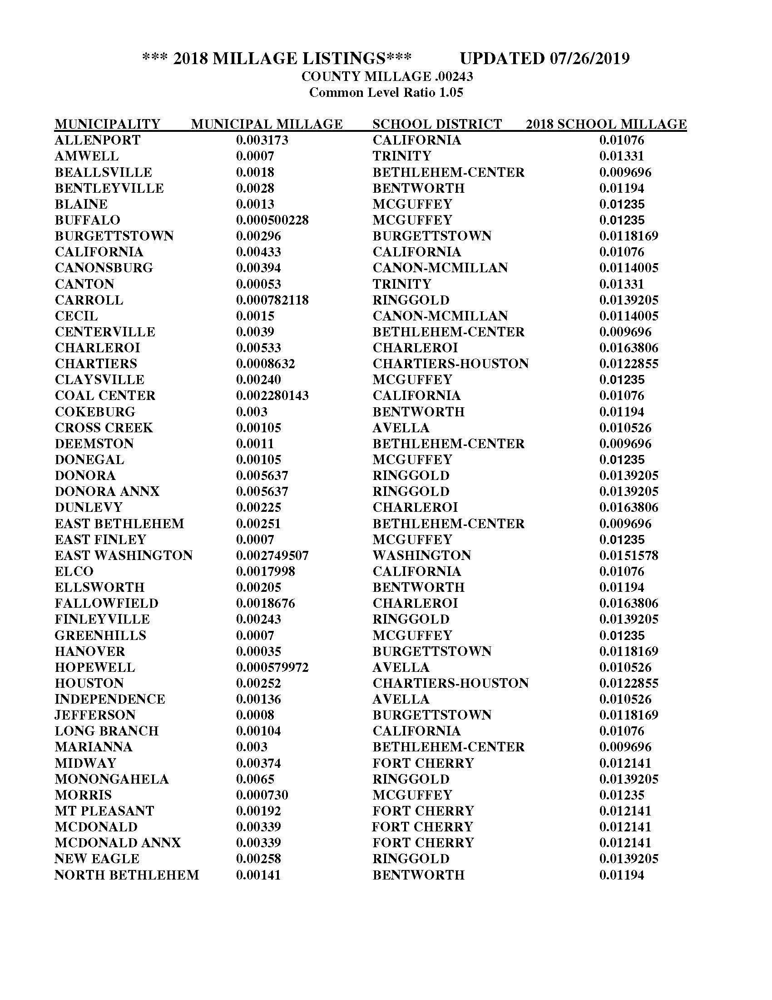 *** 2018 MILLAGE LISTINGS*** UPDATED 07/26/2019
COUNTY MILLAGE .00243
Common Level Ratio 1.05
MUNICIPALITY MUNICIPAL MILLAGE SCHOOL DISTRICT 2018 SCHOOL MILLAGE
ALLENPORT 0.003173 CALIFORNIA 0.01076
AMWELL 0.0007 TRINITY 0.01331
BEALLSVILLE 0.0018 BETHLEHEM-CENTER 0.009696
BENTLEYVILLE 0.0028 BENTWORTH 0.01194
BLAINE 0.0013 MCGUFFEY 0.01235
BUFFALO 0.000500228 MCGUFFEY 0.01235
BURGETTSTOWN 0.00296 BURGETTSTOWN 0.0118169
CALIFORNIA 0.00433 CALIFORNIA 0.01076
CANONSBURG 0.00394 CANON-MCMILLAN 0.0114005
CANTON 0.00053 TRINITY 0.01331
CARROLL 0.000782118 RINGGOLD 0.0139205
CECIL 0.0015 CANON-MCMILLAN 0.0114005
CENTERVILLE 0.0039 BETHLEHEM-CENTER 0.009696
CHARLEROI 0.00533 CHARLEROI 0.0163806
CHARTIERS 0.0008632 CHARTIERS-HOUSTON 0.0122855
CLAYSVILLE 0.00240 MCGUFFEY 0.01235
COAL CENTER 0.002280143 CALIFORNIA 0.01076
COKEBURG 0.003 BENTWORTH 0.01194
CROSS CREEK 0.00105 AVELLA 0.010526
DEEMSTON 0.0011 BETHLEHEM-CENTER 0.009696
DONEGAL 0.00105 MCGUFFEY 0.01235
DONORA 0.005637 RINGGOLD 0.0139205
DONORA ANNX 0.005637 RINGGOLD 0.0139205
DUNLEVY 0.00225 CHARLEROI 0.0163806
EAST BETHLEHEM 0.00251 BETHLEHEM-CENTER 0.009696
EAST FINLEY 0.0007 MCGUFFEY 0.01235
EAST WASHINGTON 0.002749507 WASHINGTON 0.0151578
ELCO 0.0017998 CALIFORNIA 0.01076
ELLSWORTH 0.00205 BENTWORTH 0.01194
FALLOWFIELD 0.0018676 CHARLEROI 0.0163806
FINLEYVILLE 0.00243 RINGGOLD 0.0139205
GREENHILLS 0.0007 MCGUFFEY 0.01235
HANOVER 0.00035 BURGETTSTOWN 0.0118169
HOPEWELL 0.000579972 AVELLA 0.010526
HOUSTON 0.00252 CHARTIERS-HOUSTON 0.0122855
INDEPENDENCE 0.00136 AVELLA 0.010526
JEFFERSON 0.0008 BURGETTSTOWN 0.0118169
LONG BRANCH 0.00104 CALIFORNIA 0.01076
MARIANNA 0.003 BETHLEHEM-CENTER 0.009696
MIDWAY 0.00374 FORT CHERRY 0.012141
MONONGAHELA 0.0065 RINGGOLD 0.0139205
MORRIS 0.000730 MCGUFFEY 0.01235
MT PLEASANT 0.00192 FORT CHERRY 0.012141
MCDONALD 0.00339 FORT CHERRY 0.012141
MCDONALD ANNX 0.00339 FORT CHERRY 0.012141
NEW EAGLE 0.00258 RINGGOLD 0.0139205
NORTH BETHLEHEM 0.00141 BENTWORTH 0.01194